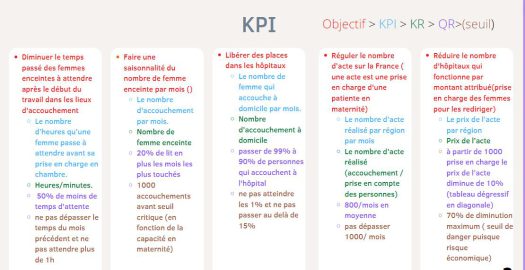 KPI
Objectif > KPI > KR > QR>(seuil)
Diminuer le temps
passé des femmes
enceintes à attendre
après le début du
travail dans les lieux
d'accouchement
Le nombre
d'heures qu'une
femme passe à
attendre avant sa
prise en charge en
chambre.
Heures/minutes.
50% de moins de
temps d'attente
ne pas dépasser le
temps du mois
précédent et ne
pas attendre plus
de 1h
Faire une
saisonnalité du
nombre de femme
enceinte par mois ()
Le nombre
d'accouchement
par mois.
Nombre de
femme enceinte
20% de lit en
plus les mois les
plus touchés
1000
accouchements
avant seuil
critique (en
fonction de la
capacité en
maternité)
Libérer des places
dans les hôpitaux
Le nombre de
femme qui
accouche à
domicile par mois.
Nombre
d'accouchement à
domicile
passer de 99% à
90% de personnes
qui accouchent à
l'hôpital
ne pas atteindre
les 1% et ne pas
passer au delà de
15%
Réguler le nombre
d'acte sur la France (
une acte est une prise
en charge d'une
patiente en
maternité)
Le nombre d'acte
réalisé par région
par mois
Le nombre d'acte
réalisé
(accouchement /
prise en compte
des personnes)
800/mois en
moyenne
pas dépasser
1000/ mois
Réduire le nombre
d'hôpitaux qui
fonctionne par
montant attribué(prise
en charge des femmes
pour les rediriger)
Le prix de l'acte
par région
Prix de l'acte
à partir de 1000
prise en charge le
prix de l'acte
diminue de 10%
(tableau dégressif
en diagonale)
70% de diminution
maximum ( seuil de
danger puisque
risque
économique)